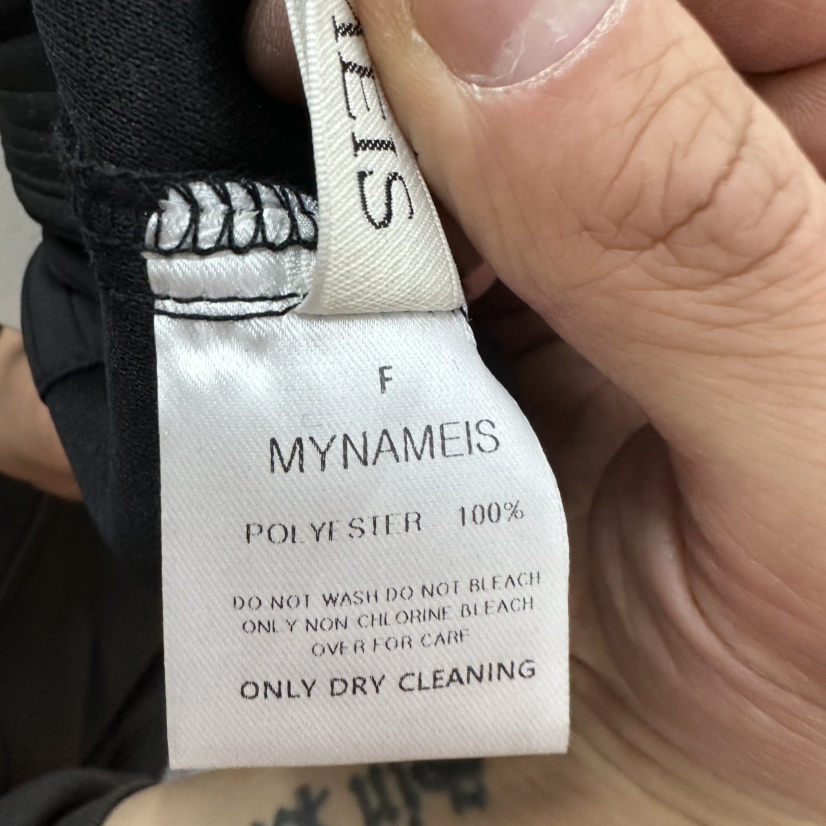 EIS
F
MYNAMEIS
POLYESTER 100%
DO NOT WASH DO NOT BLEACH
ONLY NON CHLORINE BLEACH
OVER FOR CARE
ONLY DRY CLEANING